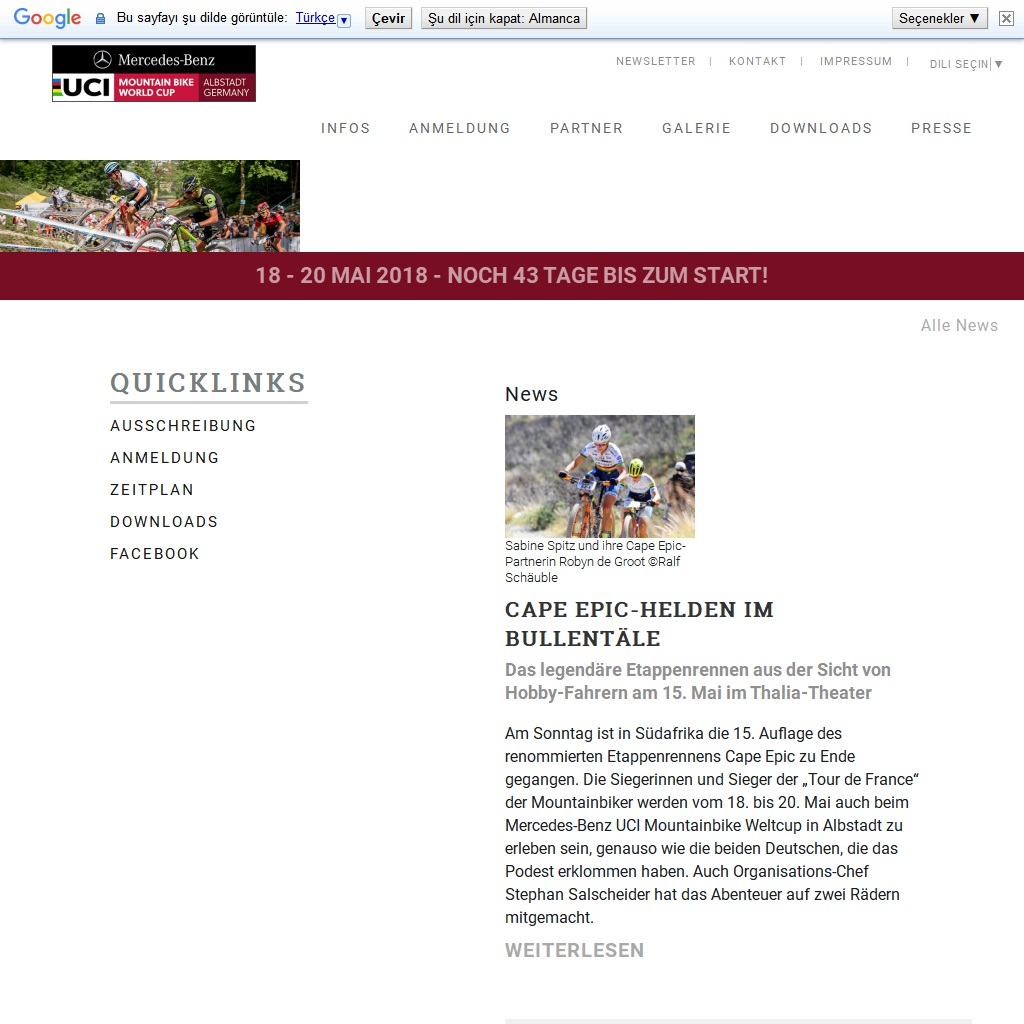 Google Bu sayfayı şu dilde görüntüle: Türkçe Çevir Şu dil için kapat: Almanca Seçenekler ▼
Mercedes-Benz
UCI MOUNTAIN BIKE WORLD CUP ALBSTADT GERMANY
NEWSLETTER | KONTAKT | IMPRESSUM | DILI SEÇIN ▼
INFOS ANMELDUNG PARTNER GALERIE DOWNLOADS PRESSE
18 - 20 MAI 2018 - NOCH 43 TAGE BIS ZUM START!
Alle News
QUICKLINKS
AUSSCHREIBUNG
ANMELDUNG
ZEITPLAN
DOWNLOADS
FACEBOOK
News
Sabine Spitz und ihre Cape Epic-
Partnerin Robyn de Groot ©Ralf
Schäuble
CAPE EPIC-HELDEN IM
BULLENTÄLE
Das legendäre Etappenrennen aus der Sicht von
Hobby-Fahrern am 15. Mai im Thalia-Theater
Am Sonntag ist in Südafrika die 15. Auflage des
renommierten Etappenrennens Cape Epic zu Ende
gegangen. Die Siegerinnen und Sieger der „Tour de France“
der Mountainbiker werden vom 18. bis 20. Mai auch beim
Mercedes-Benz UCI Mountainbike Weltcup in Albstadt zu
erleben sein, genauso wie die beiden Deutschen, die das
Podest erklommen haben. Auch Organisations-Chef
Stephan Salscheider hat das Abenteuer auf zwei Rädern
mitgemacht.
WEITERLESEN